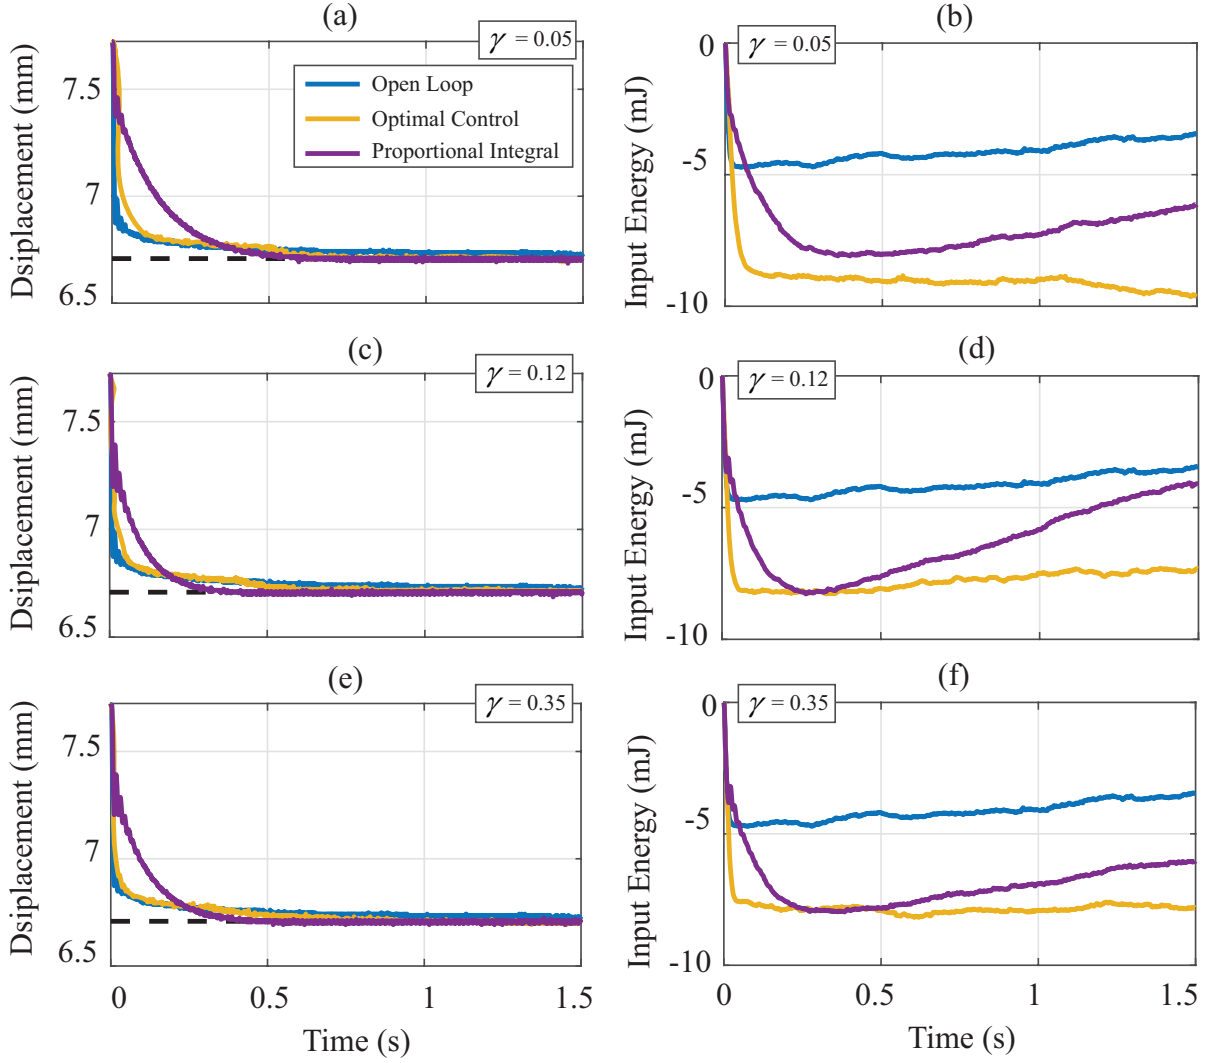 (a)
γ = 0.05
Dsiplacement (mm)
7.5
7
6.5
Open Loop
Optimal Control
Proportional Integral
(b)
γ = 0.05
Input Energy (mJ)
0
-5
-10
(c)
γ = 0.12
Dsiplacement (mm)
7.5
7
6.5
(d)
γ = 0.12
Input Energy (mJ)
0
-5
-10
(e)
γ = 0.35
Dsiplacement (mm)
7.5
7
6.5
0 0.5 1 1.5
Time (s)
(f)
γ = 0.35
Input Energy (mJ)
0
-5
-10
0 0.5 1 1.5
Time (s)